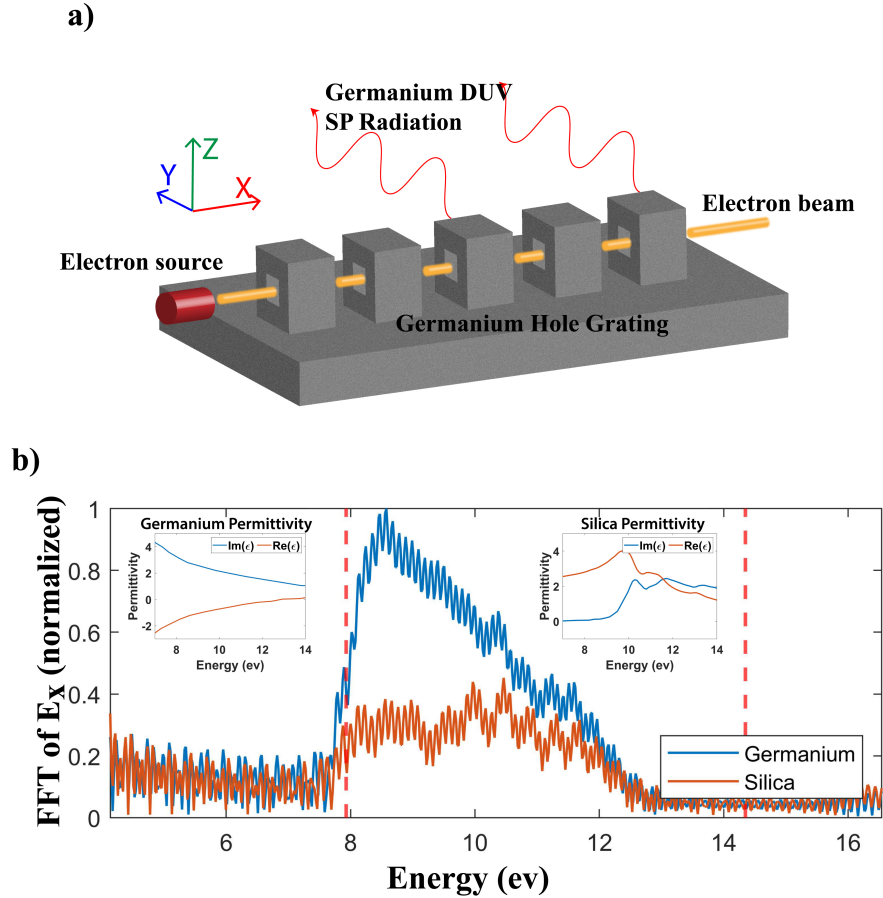 a)
Germanium DUV
SP Radiation
Z
Y
X
Electron beam
Electron source
Germanium Hole Grating
b)
FFT of E_x (normalized)
1
0.8
0.6
0.4
0.2
0
Germanium Permittivity
Im(ϵ) Re(ϵ)
Permittivity
4
2
0
-2
8 10 12 14
Energy (ev)
Silica Permittivity
Im(ϵ) Re(ϵ)
Permittivity
4
2
0
8 10 12 14
Energy (ev)
Germanium
Silica
6 8 10 12 14 16
Energy (ev)